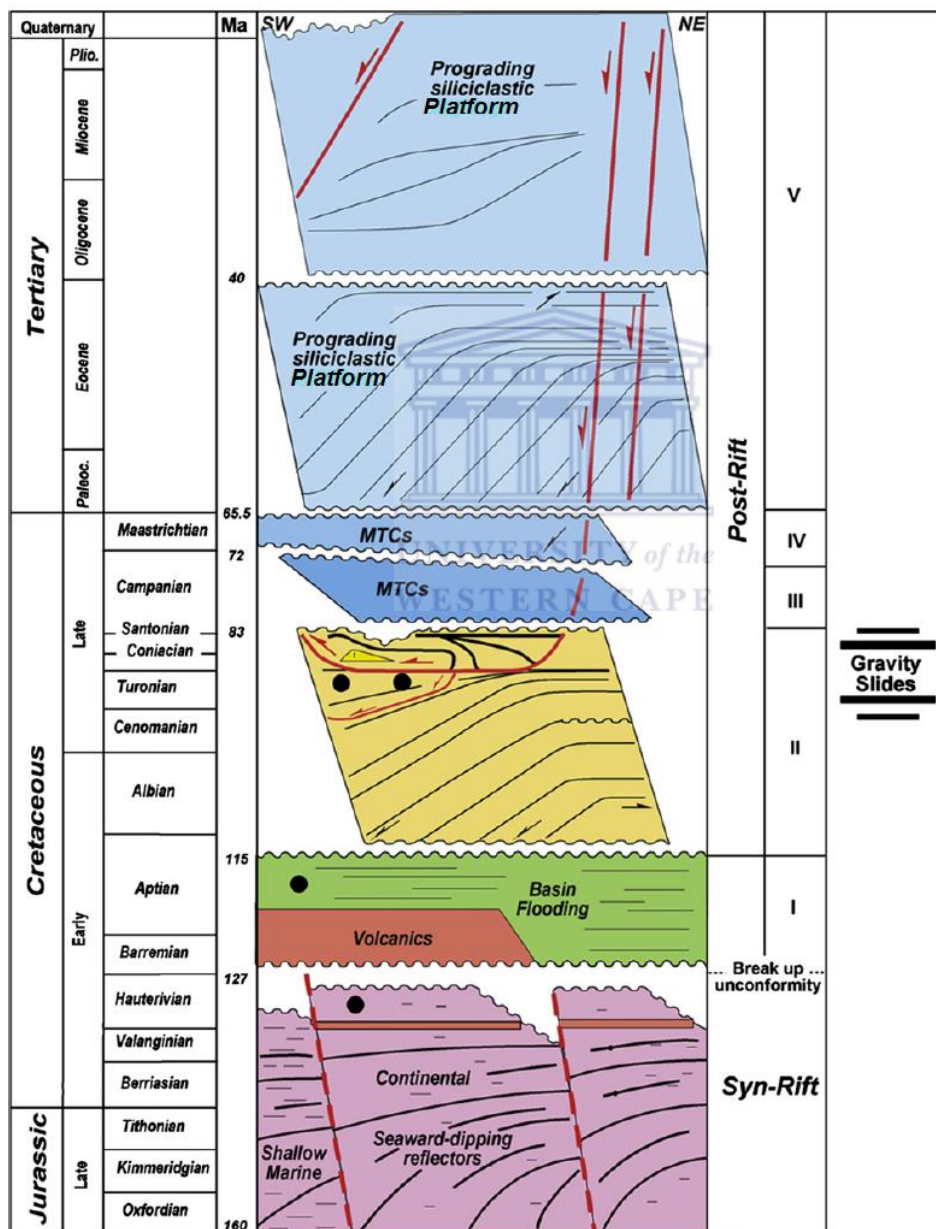 Quaternary
Ma
SW
NE
Plio.
Miocene
Oligocene
Tertiary
Eocene
Paleoc.
Prograding
siliciclastic
Platform
V
40
Prograding
siliciclastic
Platform
Post-Rift
65.5
Maastrichtian
MTCs
IV
72
UNIVERSITY of the
WESTERN CAPE
Campanian
MTCs
III
Late
Santonian
83
Coniacian
!
Gravity
Slides
Turonian
Cenomanian
II
Cretaceous
Albian
115
Aptian
Basin
Flooding
I
Early
Volcanics
Barremian
127
Break up
unconformity
Hauterivian
Valanginian
Berriasian
Continental
Syn-Rift
Jurassic
Late
Tithonian
Kimmeridgian
Oxfordian
Shallow
Marine
Seaward-dipping
reflectors
160